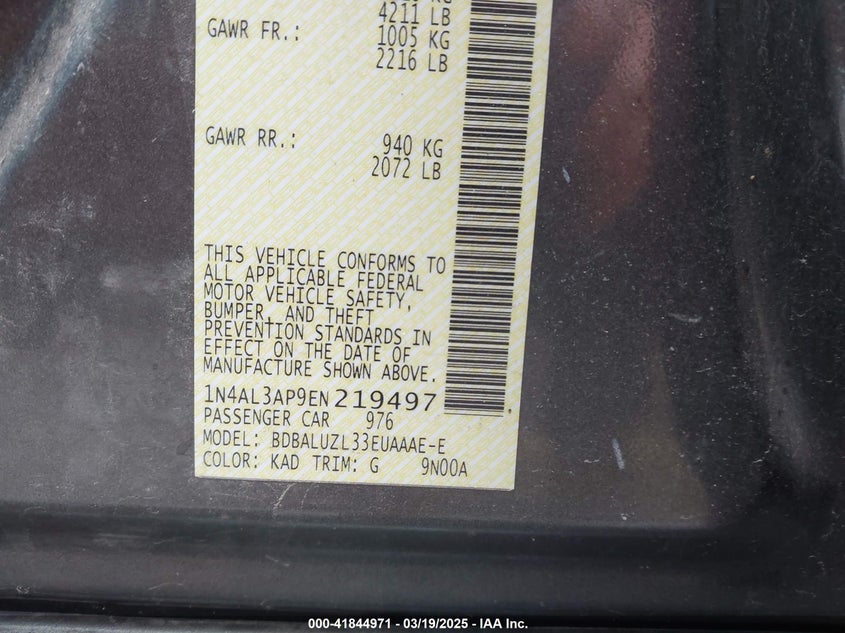 4211 LB
GAWR FR.: 1005 KG
2216 LB
GAWR RR.: 940 KG
2072 LB
THIS VEHICLE CONFORMS TO
ALL APPLICABLE FEDERAL
MOTOR VEHICLE SAFETY,
BUMPER, AND THEFT
PREVENTION STANDARDS IN
EFFECT ON THE DATE OF
MANUFACTURE SHOWN ABOVE.
1N4AL3AP9EN219497
PASSENGER CAR 976
MODEL: BDBALUZL33EUAAAE-E
COLOR: KAD TRIM: G 9N00A
000-41844971 - 03/19/2025 - IAA Inc.